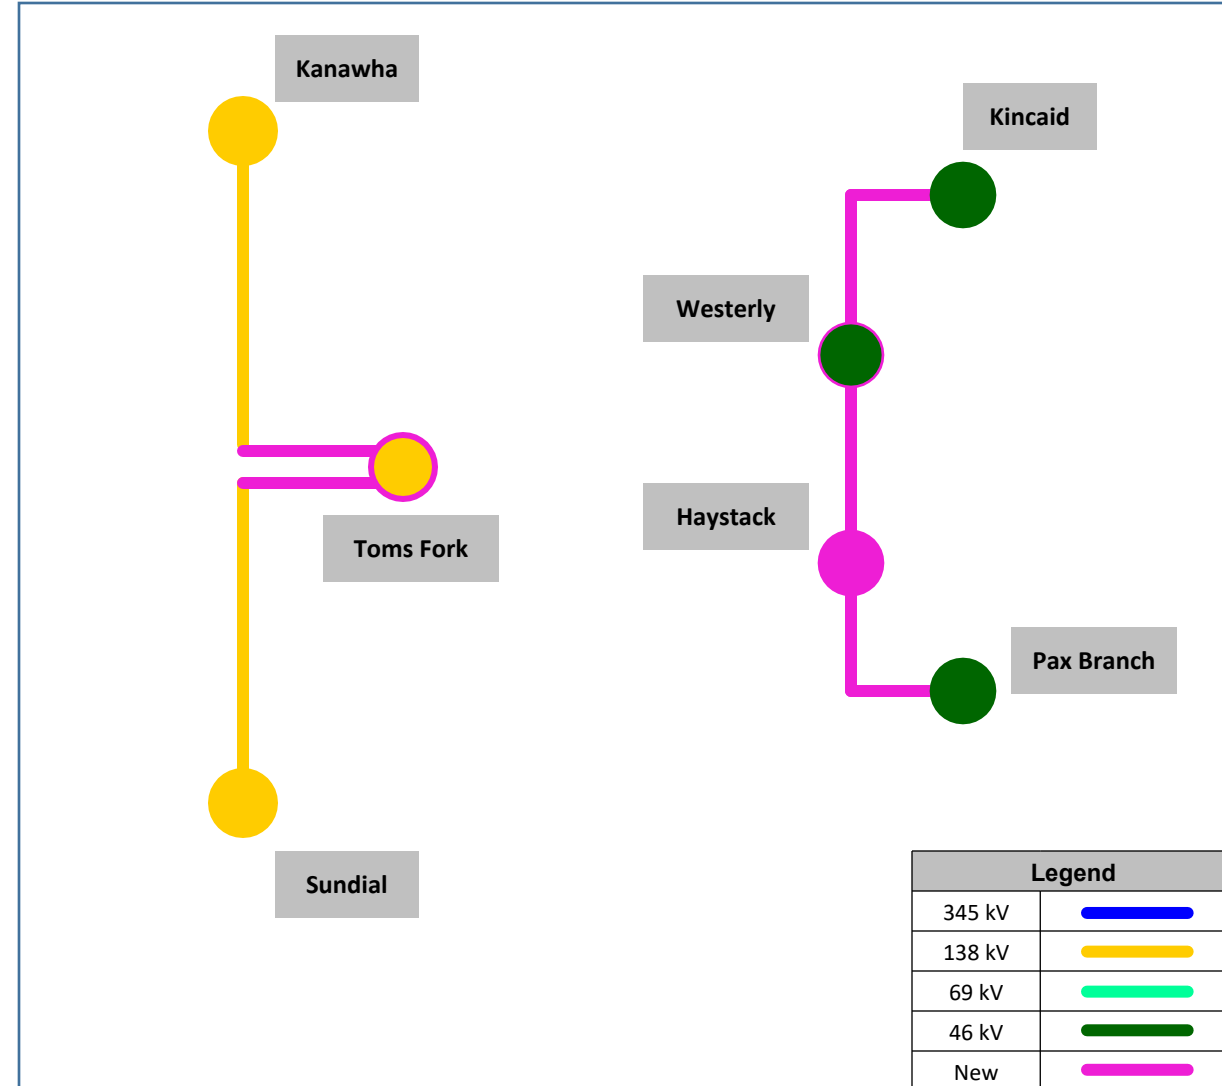 Kanawha
Kincaid
Westerly
Haystack
Toms Fork
Pax Branch
Sundial
Legend
345 kV
138 kV
69 kV
46 kV
New